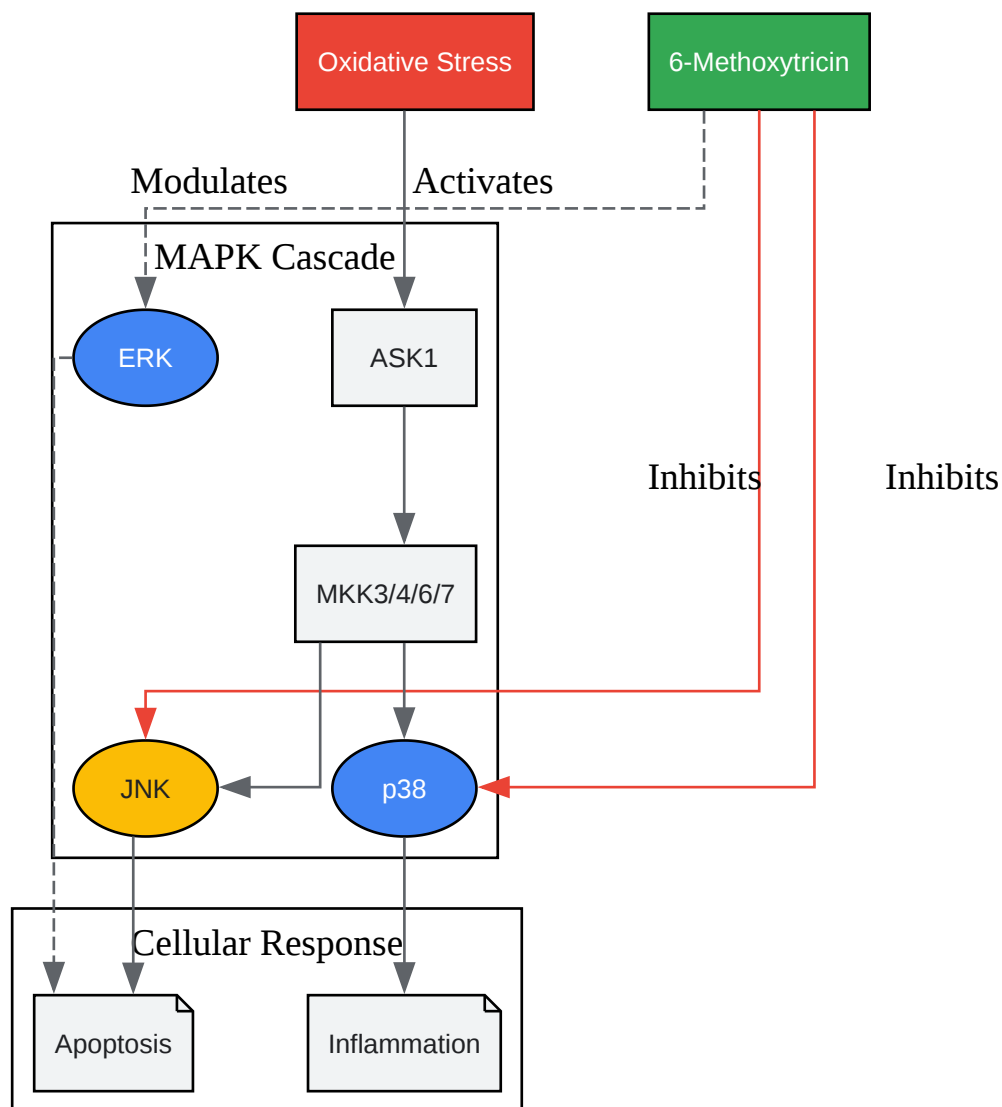 Oxidative Stress
6-Methoxytricin
Modulates
Activates
MAPK Cascade
ERK
ASK1
Inhibits
Inhibits
MKK3/4/6/7
JNK
p38
Cellular Response
Apoptosis
Inflammation